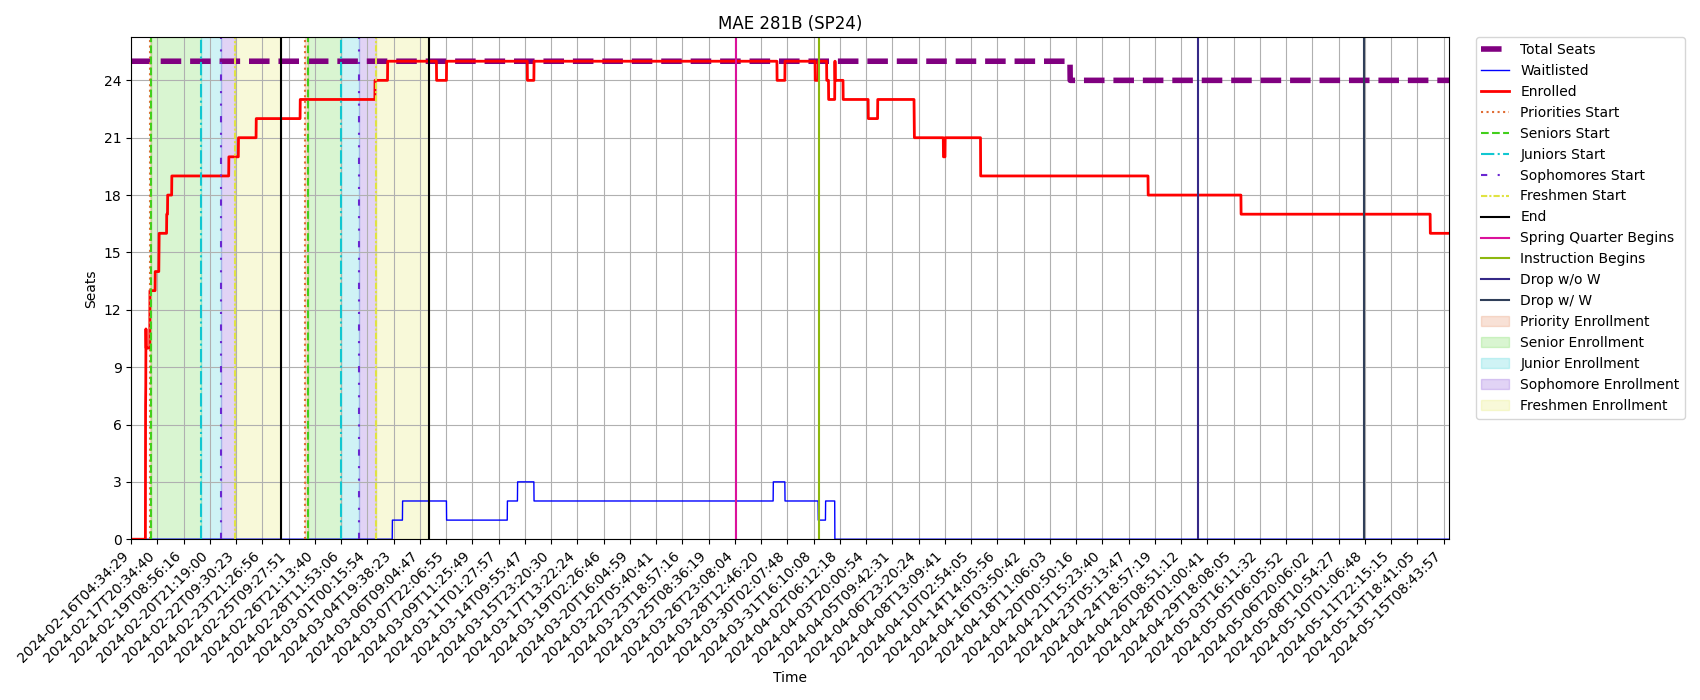 MAE 281B (SP24)
Seats
24
21
18
15
12
9
6
3
0
2024-02-16T04:34:29
2024-02-17T20:34:40
2024-02-19T08:56:16
2024-02-20T21:19:00
2024-02-22T09:30:23
2024-02-23T21:26:56
2024-02-25T09:27:51
2024-02-26T21:13:40
2024-02-28T11:53:06
2024-03-01T00:15:54
2024-03-04T19:38:23
2024-03-06T09:04:47
2024-03-07T22:06:55
2024-03-11T01:25:49
2024-03-11T01:27:57
2024-03-14T09:55:47
2024-03-15T23:20:30
2024-03-17T13:22:24
2024-03-19T02:26:46
2024-03-20T16:04:59
2024-03-22T05:40:41
2024-03-23T18:57:16
2024-03-25T08:36:19
2024-03-26T23:08:04
2024-03-28T12:46:20
2024-03-30T02:07:48
2024-03-31T16:10:08
2024-04-02T06:12:18
2024-04-03T20:00:54
2024-04-05T09:42:31
2024-04-06T23:20:24
2024-04-08T13:09:41
2024-04-10T02:54:05
2024-04-14T14:05:56
2024-04-16T03:50:42
2024-04-18T11:06:03
2024-04-20T00:50:16
2024-04-21T15:23:40
2024-04-23T05:13:47
2024-04-24T18:57:19
2024-04-26T08:51:12
2024-04-28T01:00:41
2024-04-29T18:08:05
2024-05-03T16:11:32
2024-05-05T06:05:52
2024-05-06T20:06:02
2024-05-08T10:54:27
2024-05-10T01:06:48
2024-05-11T22:15:15
2024-05-13T18:41:05
2024-05-15T08:43:57
Time
Total Seats
Waitlisted
Enrolled
Priorities Start
Seniors Start
Juniors Start
Sophomores Start
Freshmen Start
End
Spring Quarter Begins
Instruction Begins
Drop w/o W
Drop w/ W
Priority Enrollment
Senior Enrollment
Junior Enrollment
Sophomore Enrollment
Freshmen Enrollment